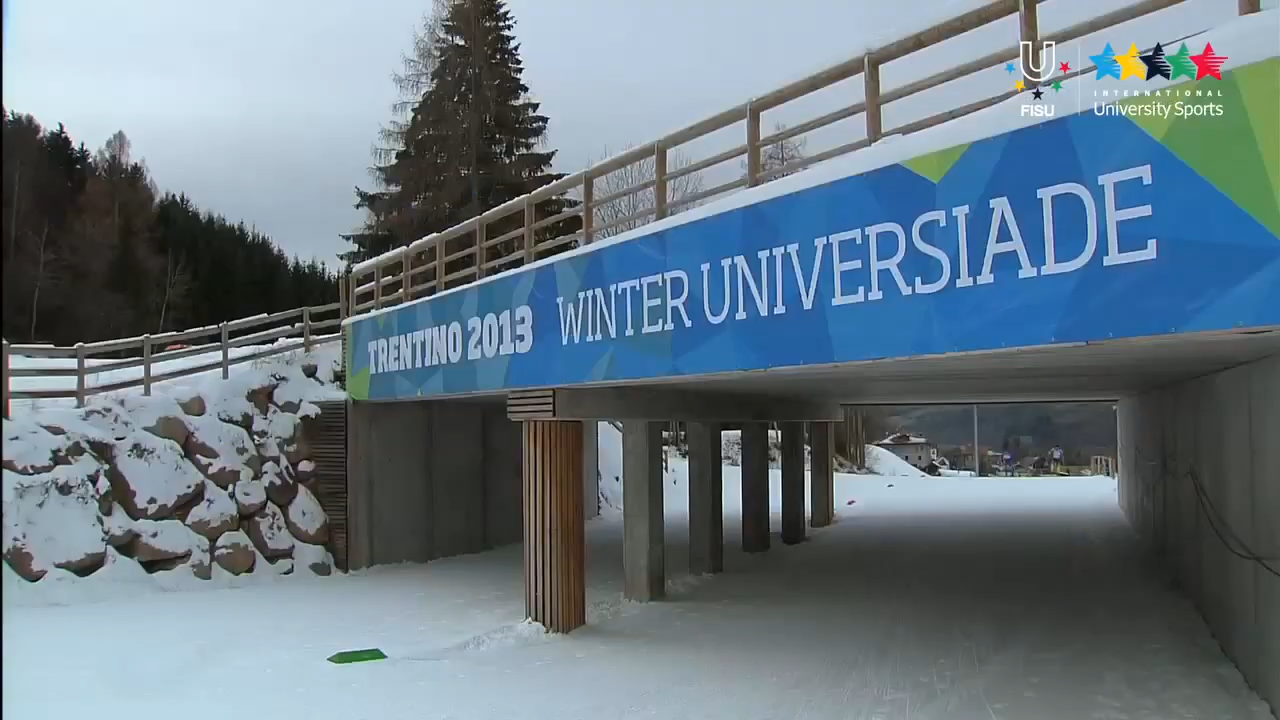 U
FISU
INTERNATIONAL
University Sports
TRENTINO 2013 WINTER UNIVERSIADE